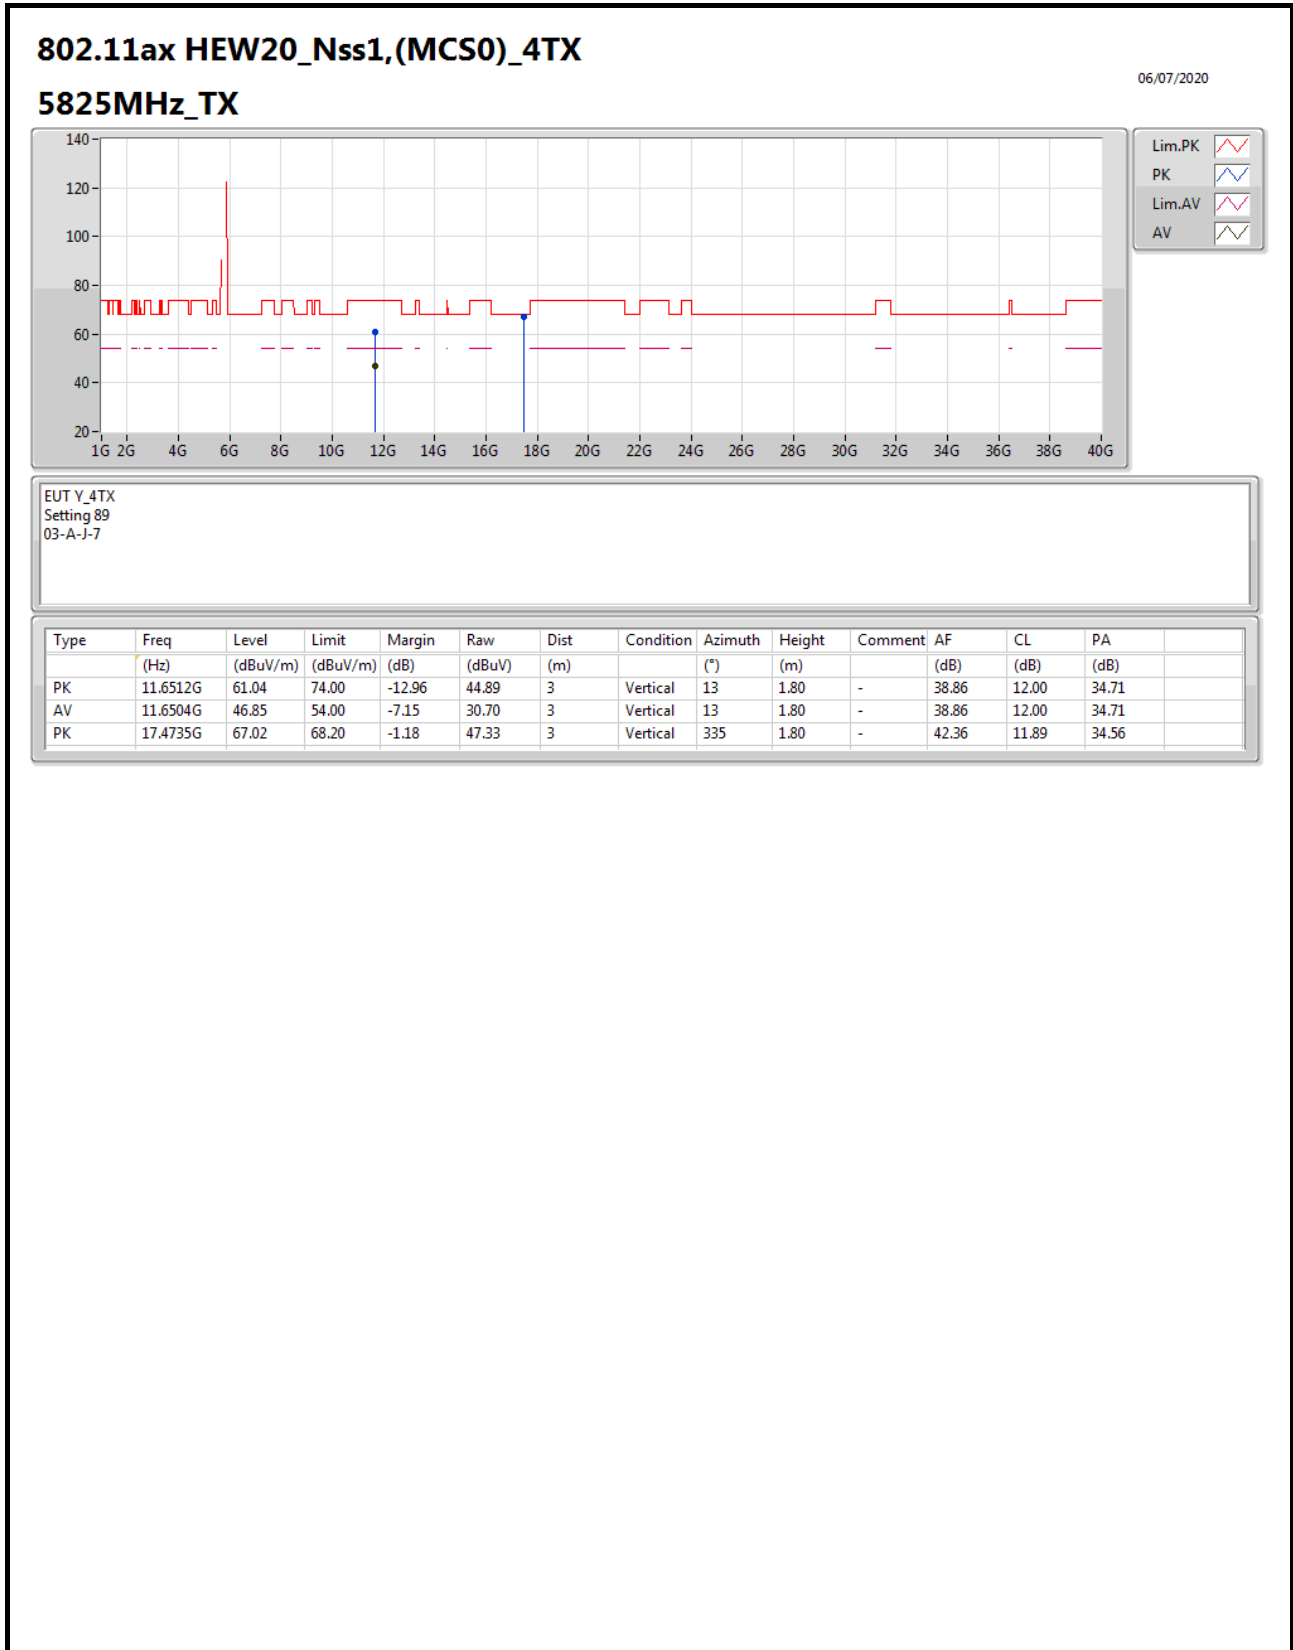 802.11ax HEW20_Nss1,(MCS0)_4TX
06/07/2020
5825MHz_TX
140
120
100
80
60
40
20
1G 2G 4G 6G 8G 10G 12G 14G 16G 18G 20G 22G 24G 26G 28G 30G 32G 34G 36G 38G 40G
Lim.PK
PK
Lim.AV
AV
EUT Y_4TX
Setting 89
03-A-J-7
Type Freq Level Limit Margin Raw Dist Condition Azimuth Height Comment AF CL PA
(Hz) (dBuV/m) (dBuV/m) (dB) (dBuV) (m) (°) (m) (dB) (dB) (dB)
PK 11.6512G 61.04 74.00 -12.96 44.89 3 Vertical 13 1.80 - 38.86 12.00 34.71
AV 11.6504G 46.85 54.00 -7.15 30.70 3 Vertical 13 1.80 - 38.86 12.00 34.71
PK 17.4735G 67.02 68.20 -1.18 47.33 3 Vertical 335 1.80 - 42.36 11.89 34.56